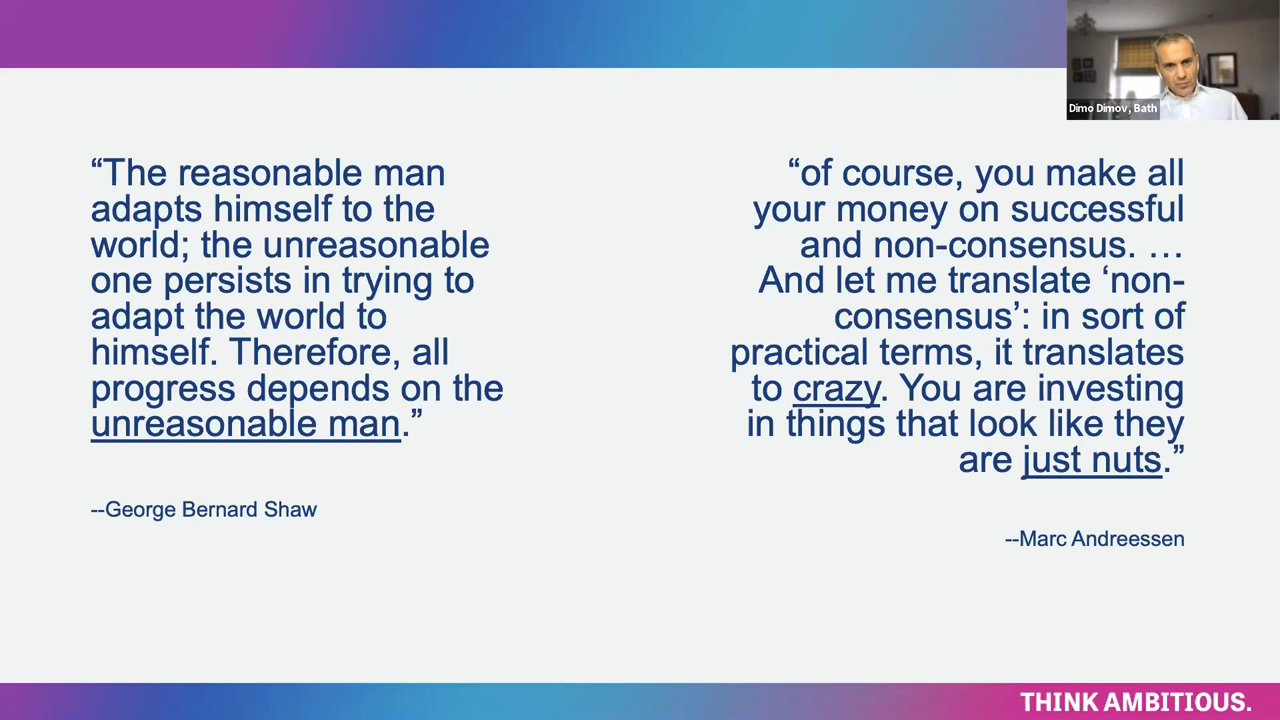 Dimo Dimov, Bath
“The reasonable man
adapts himself to the
world; the unreasonable
one persists in trying to
adapt the world to
himself. Therefore, all
progress depends on the
unreasonable man.”
--George Bernard Shaw
“of course, you make all
your money on successful
and non-consensus. …
And let me translate ‘non-
consensus’: in sort of
practical terms, it translates
to crazy. You are investing
in things that look like they
are just nuts.”
--Marc Andreessen
THINK AMBITIOUS.